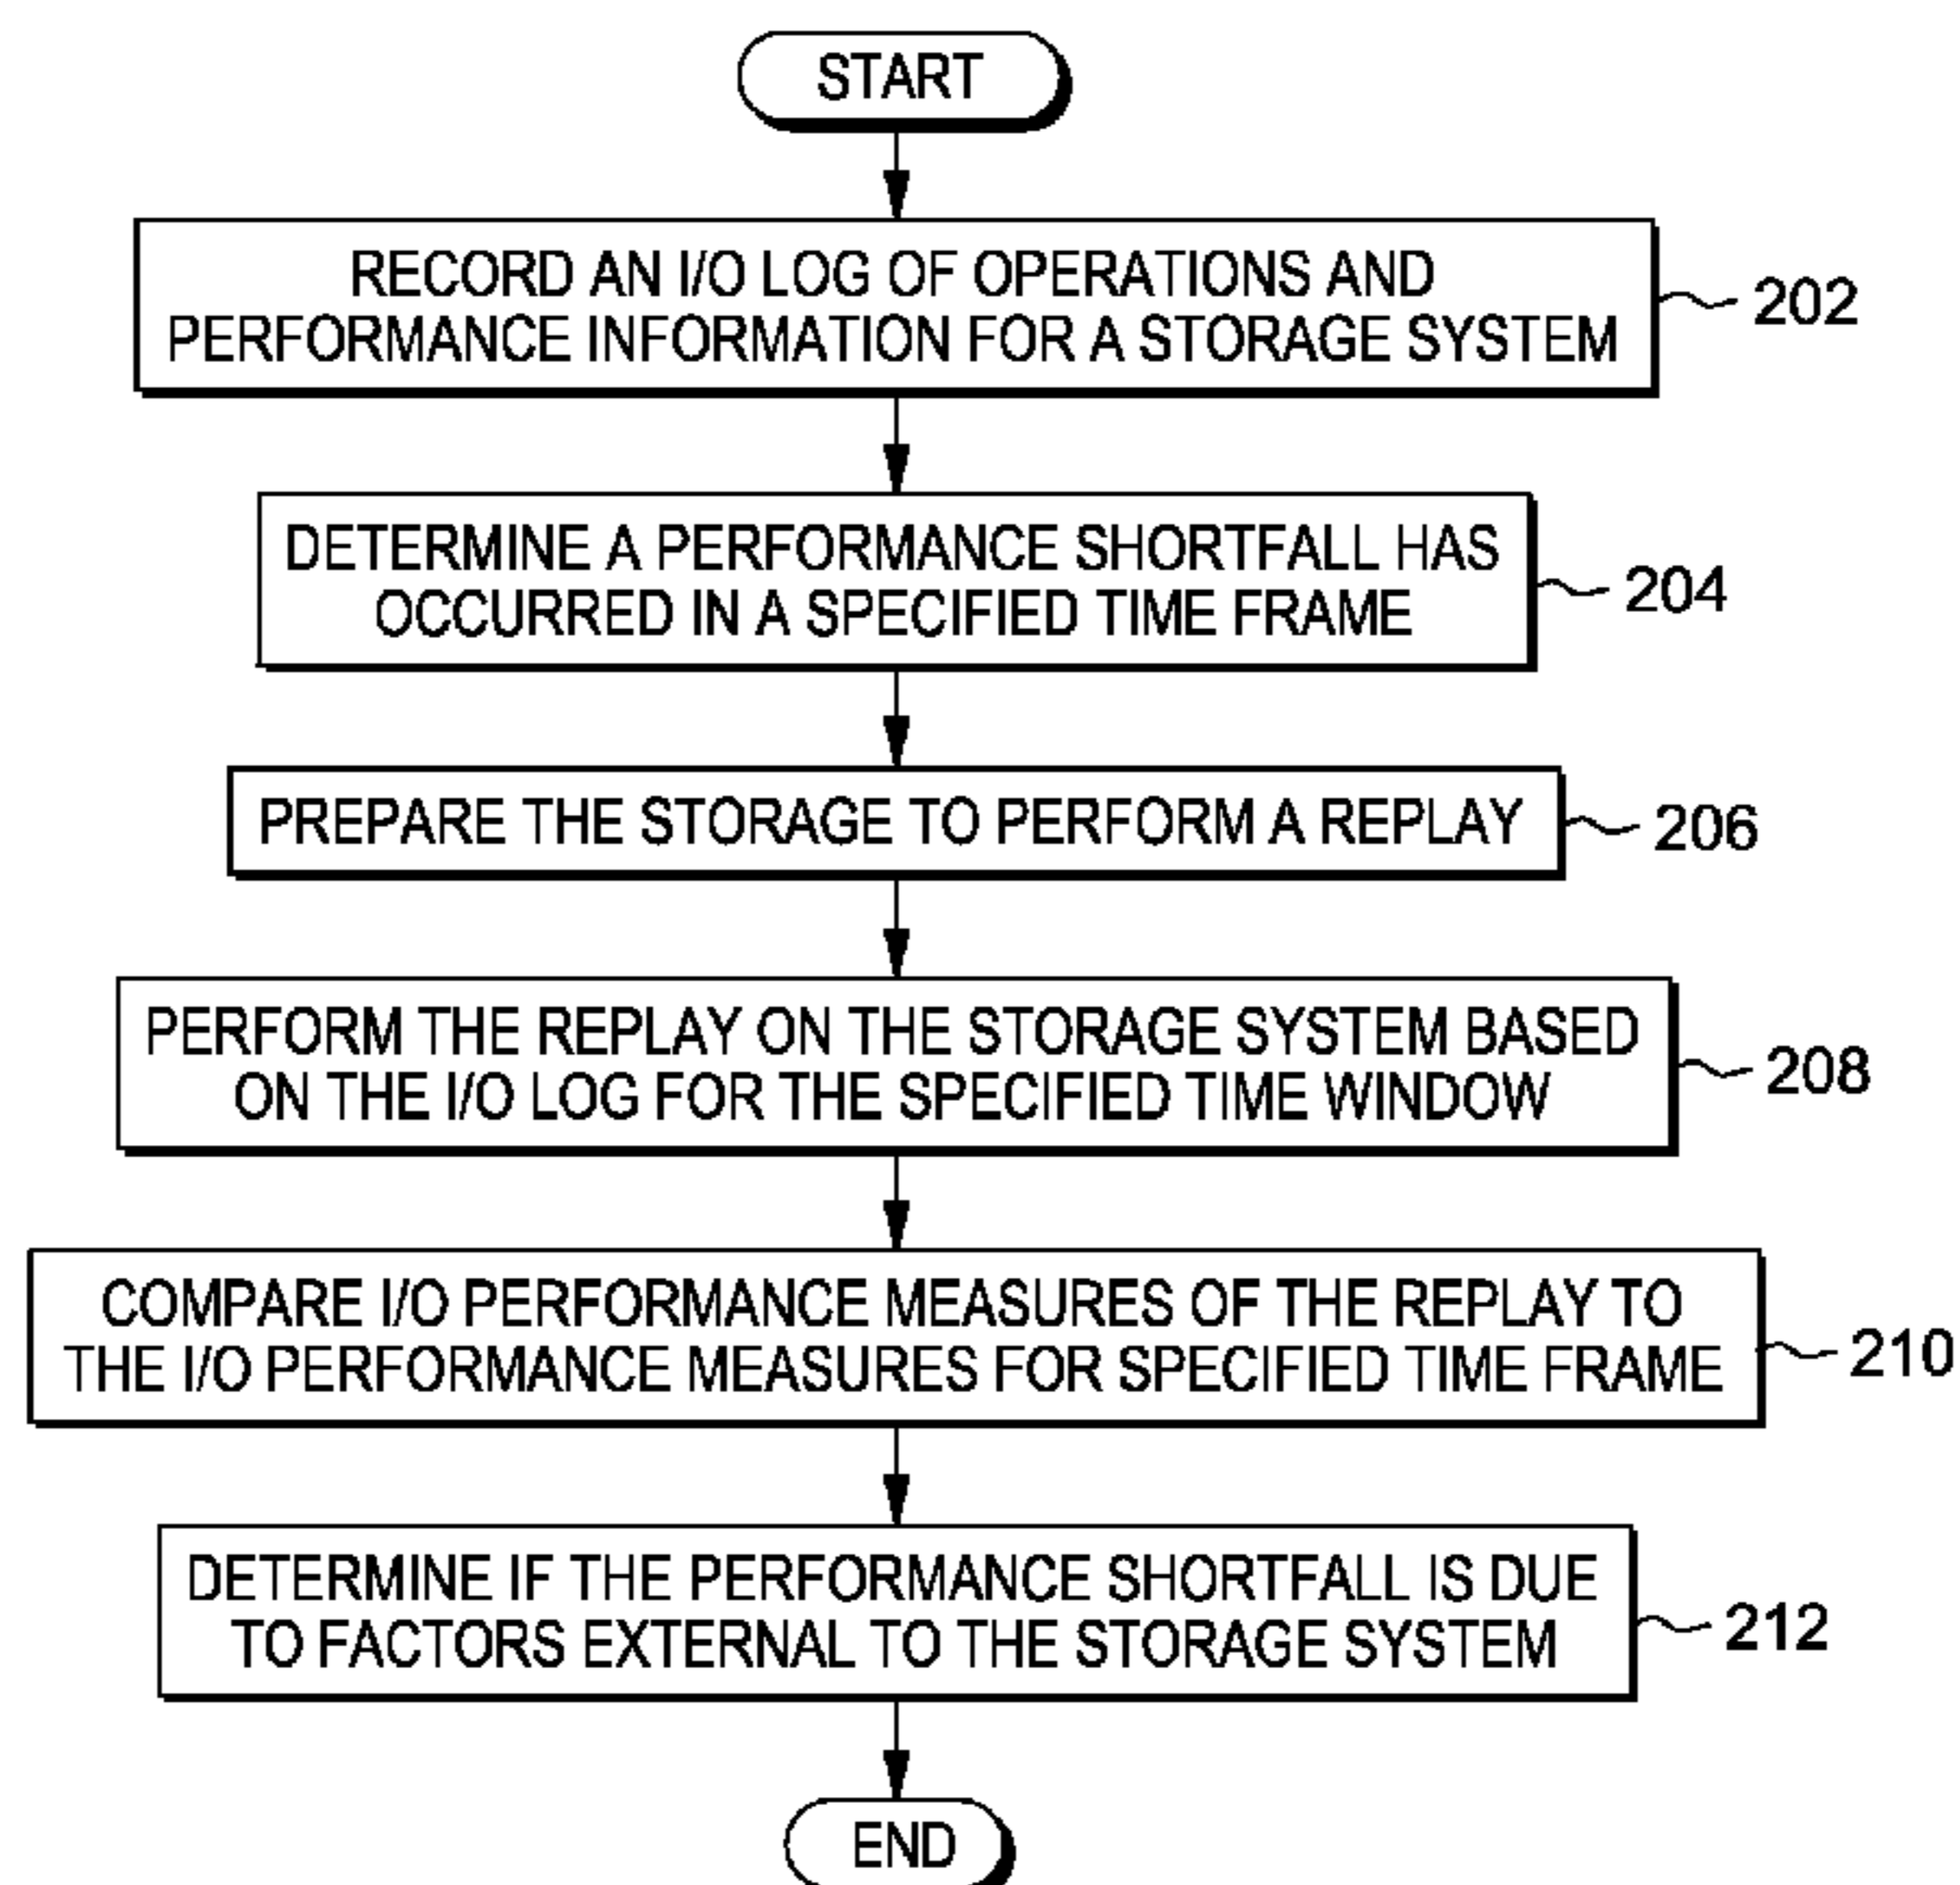 START
RECORD AN I/O LOG OF OPERATIONS AND
PERFORMANCE INFORMATION FOR A STORAGE SYSTEM
202
DETERMINE A PERFORMANCE SHORTFALL HAS
OCCURRED IN A SPECIFIED TIME FRAME
204
PREPARE THE STORAGE TO PERFORM A REPLAY
206
PERFORM THE REPLAY ON THE STORAGE SYSTEM BASED
ON THE I/O LOG FOR THE SPECIFIED TIME WINDOW
208
COMPARE I/O PERFORMANCE MEASURES OF THE REPLAY TO
THE I/O PERFORMANCE MEASURES FOR SPECIFIED TIME FRAME
210
DETERMINE IF THE PERFORMANCE SHORTFALL IS DUE
TO FACTORS EXTERNAL TO THE STORAGE SYSTEM
212
END